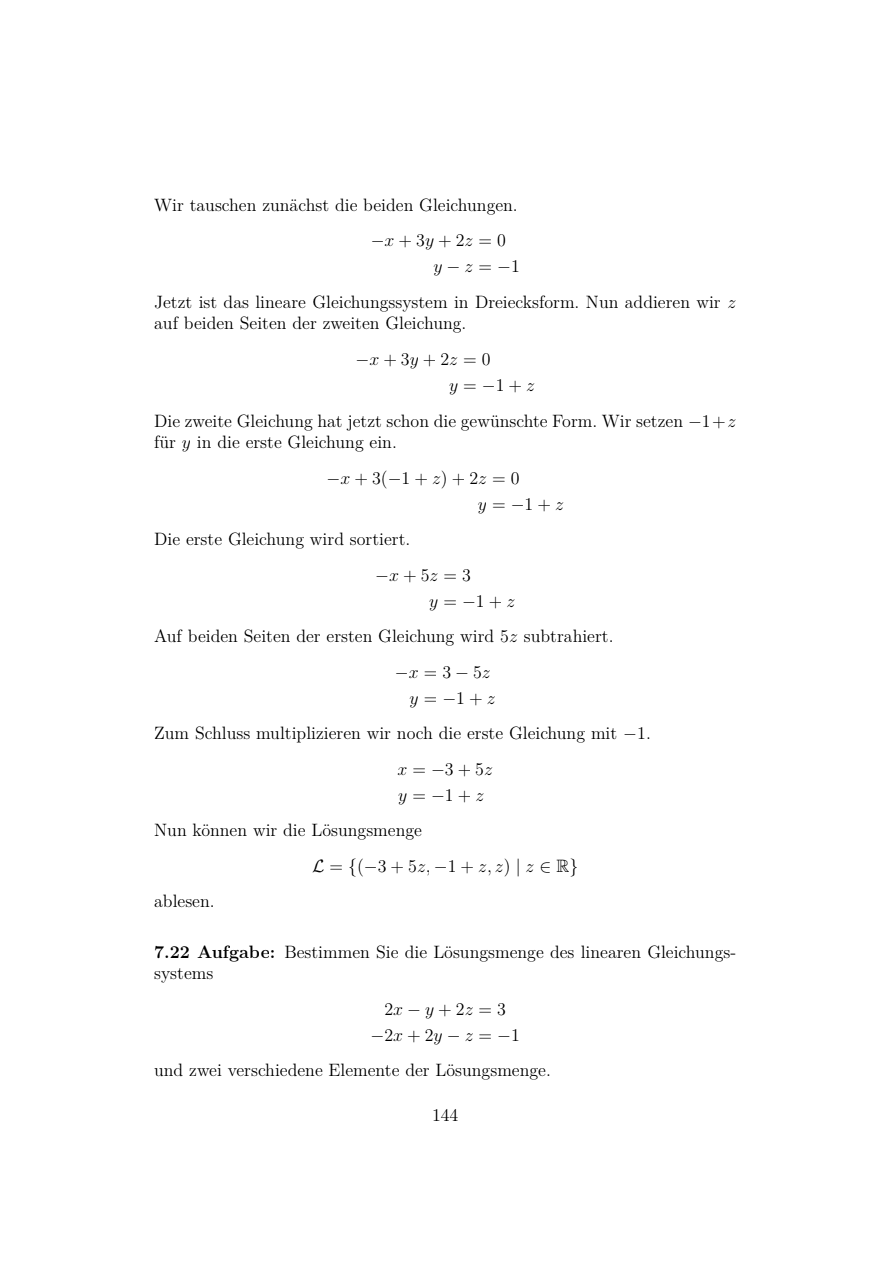 Wir tauschen zunächst die beiden Gleichungen.
−x + 3y + 2z = 0
y − z = −1
Jetzt ist das lineare Gleichungssystem in Dreiecksform. Nun addieren wir z
auf beiden Seiten der zweiten Gleichung.
−x + 3y + 2z = 0
y = −1 + z
Die zweite Gleichung hat jetzt schon die gewünschte Form. Wir setzen −1 + z
für y in die erste Gleichung ein.
−x + 3(−1 + z) + 2z = 0
y = −1 + z
Die erste Gleichung wird sortiert.
−x + 5z = 3
y = −1 + z
Auf beiden Seiten der ersten Gleichung wird 5z subtrahiert.
−x = 3 − 5z
y = −1 + z
Zum Schluss multiplizieren wir noch die erste Gleichung mit −1.
x = −3 + 5z
y = −1 + z
Nun können wir die Lösungsmenge
ℒ = {(−3 + 5z, −1 + z, z) | z ∈ ℝ}
ablesen.
7.22 Aufgabe: Bestimmen Sie die Lösungsmenge des linearen Gleichungs-
systems
2x − y + 2z = 3
−2x + 2y − z = −1
und zwei verschiedene Elemente der Lösungsmenge.
144